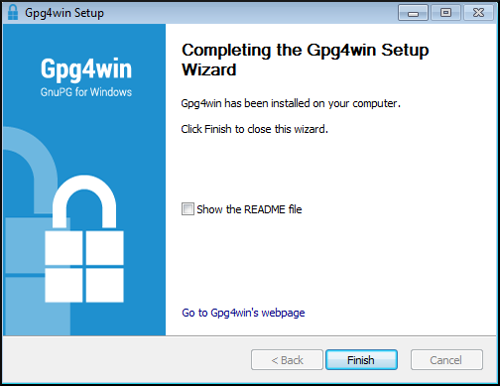 Gpg4win Setup
Gpg4win
GnuPG for Windows
Completing the Gpg4win Setup
Wizard
Gpg4win has been installed on your computer.
Click Finish to close this wizard.
Show the README file
Go to Gpg4win's webpage
< Back
Finish
Cancel